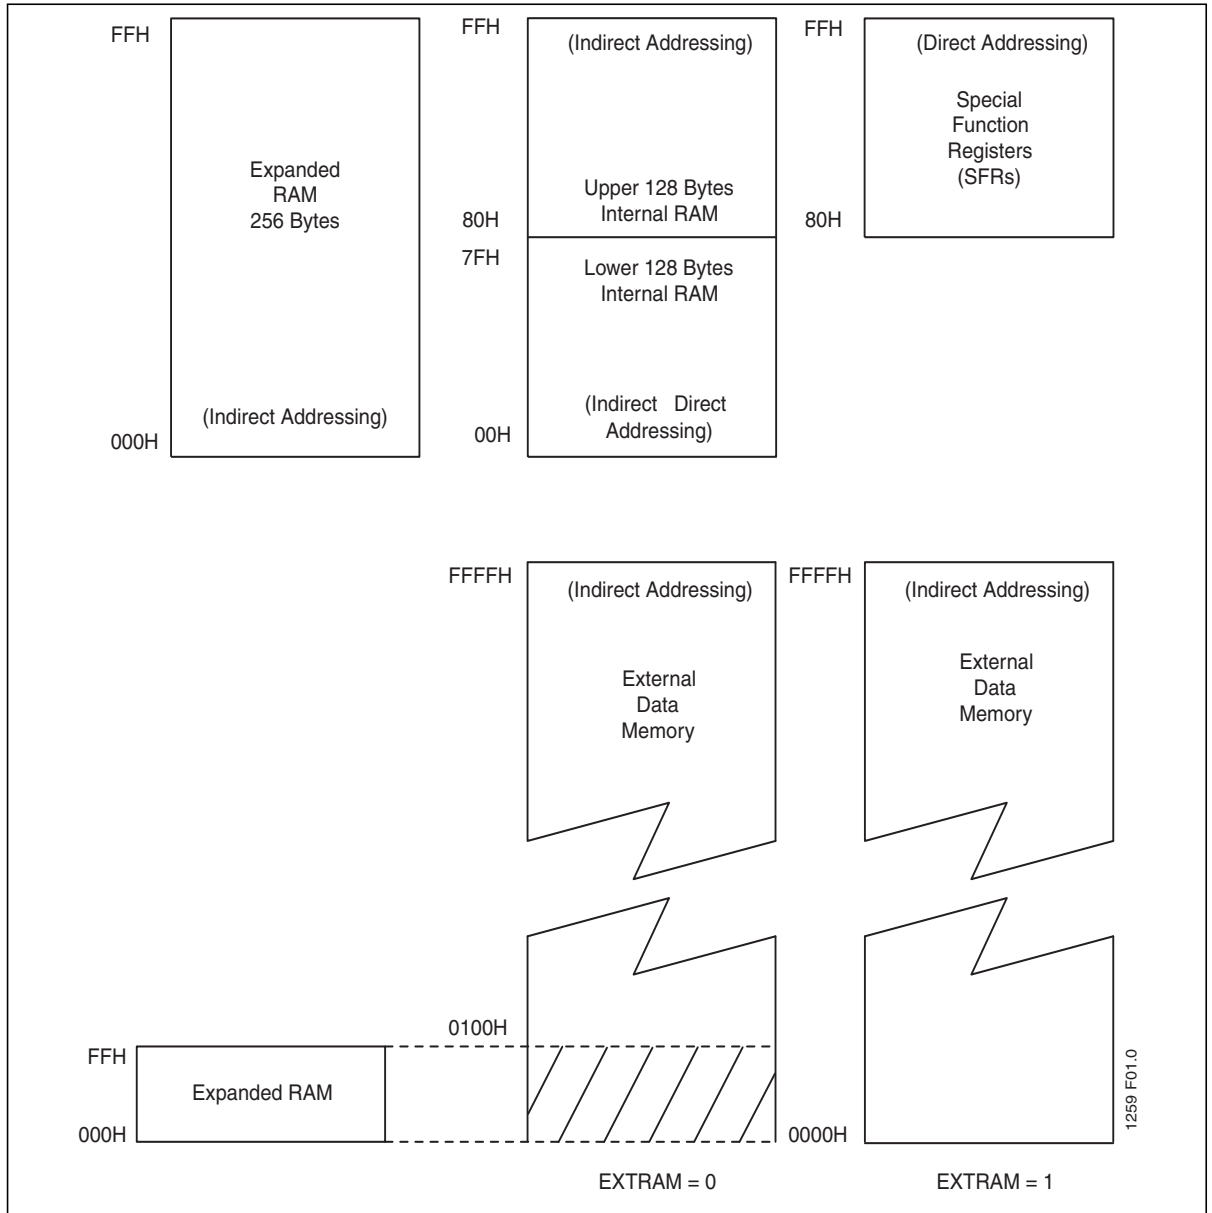 FFH
Expanded
RAM
256 Bytes
(Indirect Addressing)
000H
FFH
(Indirect Addressing)
Upper 128 Bytes
Internal RAM
80H
7FH
Lower 128 Bytes
Internal RAM
(Indirect Direct
Addressing)
00H
FFH
(Direct Addressing)
Special
Function
Registers
(SFRs)
80H
FFFFH
(Indirect Addressing)
External
Data
Memory
FFFFH
(Indirect Addressing)
External
Data
Memory
0100H
FFH
Expanded RAM
000H
0000H
EXTRAM = 0
EXTRAM = 1
1259 F01.0